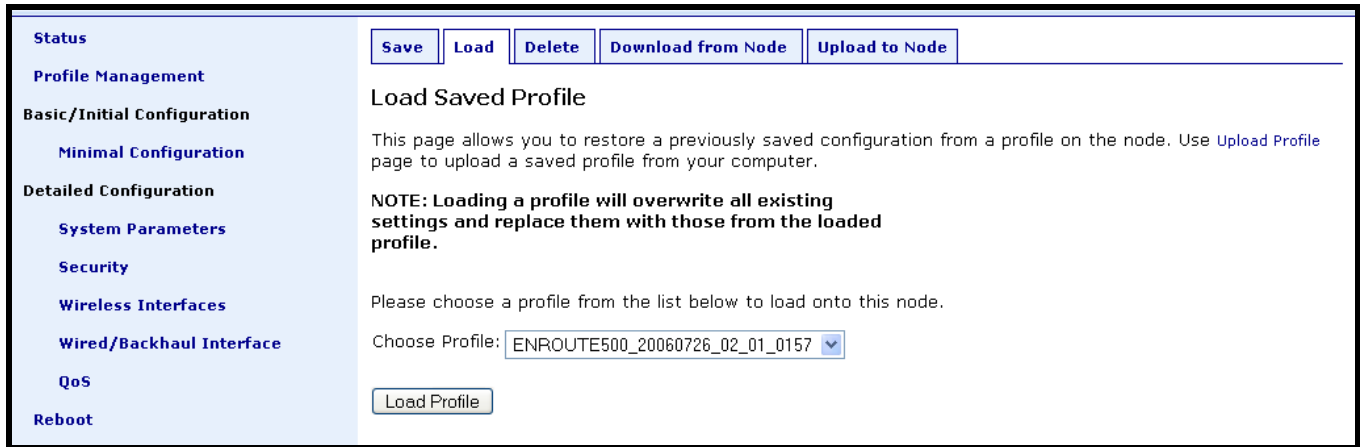 Status
Profile Management
Basic/Initial Configuration
Minimal Configuration
Detailed Configuration
System Parameters
Security
Wireless Interfaces
Wired/Backhaul Interface
QoS
Reboot
Save Load Delete Download from Node Upload to Node
Load Saved Profile
This page allows you to restore a previously saved configuration from a profile on the node. Use Upload Profile
page to upload a saved profile from your computer.
NOTE: Loading a profile will overwrite all existing
settings and replace them with those from the loaded
profile.
Please choose a profile from the list below to load onto this node.
Choose Profile: ENROUTE500_20060726_02_01_0157
Load Profile